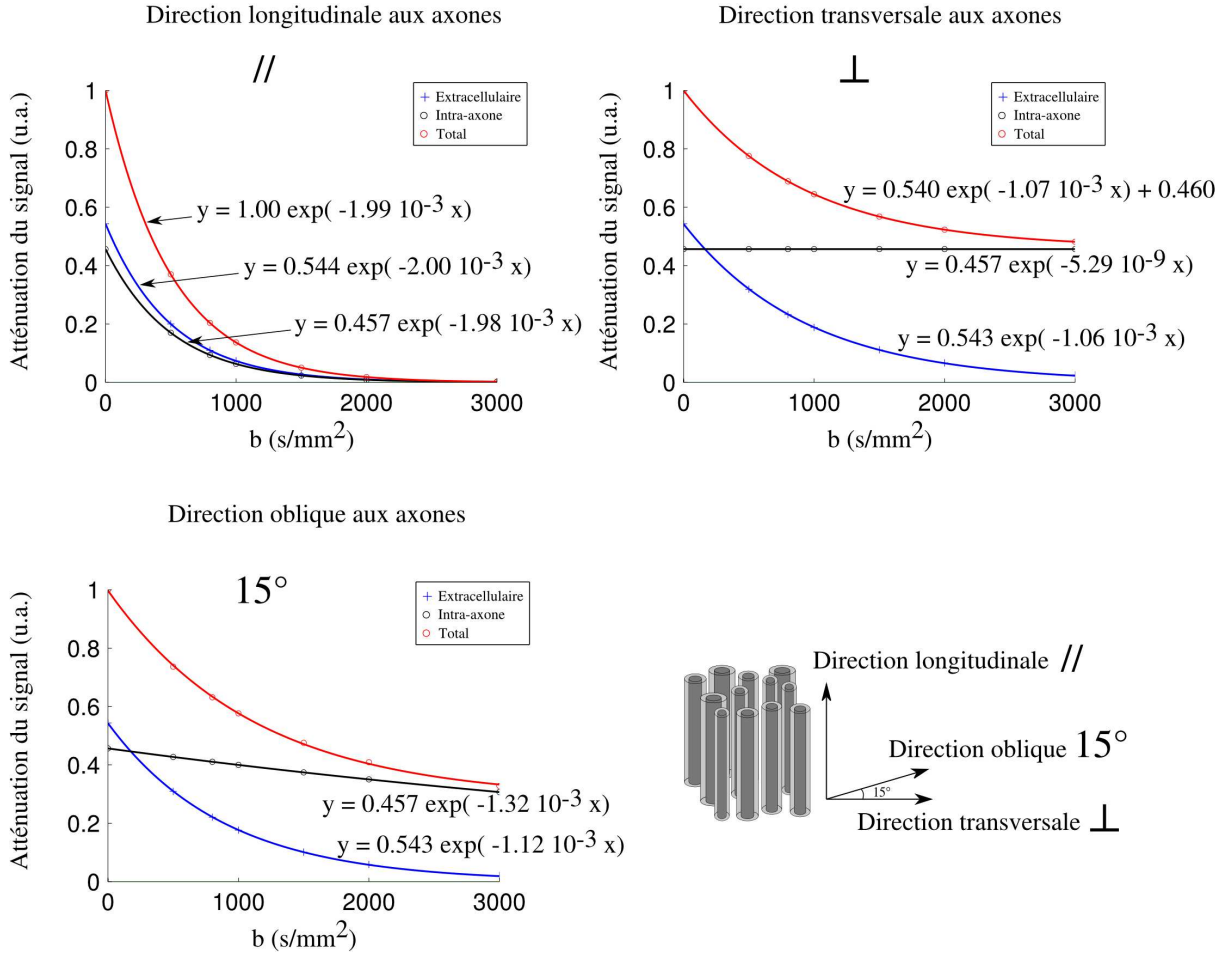 Direction longitudinale aux axones
//
Atténuation du signal (u.a.)
1
0.8
0.6
0.4
0.2
0
Extracellulaire
Intra-axone
Total
y = 1.00 exp( -1.99 10-3 x)
y = 0.544 exp( -2.00 10-3 x)
y = 0.457 exp( -1.98 10-3 x)
0 1000 2000 3000
b (s/mm2)
Direction transversale aux axones
⊥
Atténuation du signal (u.a.)
1
0.8
0.6
0.4
0.2
0
Extracellulaire
Intra-axone
Total
y = 0.540 exp( -1.07 10-3 x) + 0.460
y = 0.457 exp( -5.29 10-9 x)
y = 0.543 exp( -1.06 10-3 x)
0 1000 2000 3000
b (s/mm2)
Direction oblique aux axones
15°
Atténuation du signal (u.a.)
1
0.8
0.6
0.4
0.2
0
Extracellulaire
Intra-axone
Total
y = 0.457 exp( -1.32 10-3 x)
y = 0.543 exp( -1.12 10-3 x)
0 1000 2000 3000
b (s/mm2)
Direction longitudinale //
Direction oblique 15°
15°
Direction transversale ⊥